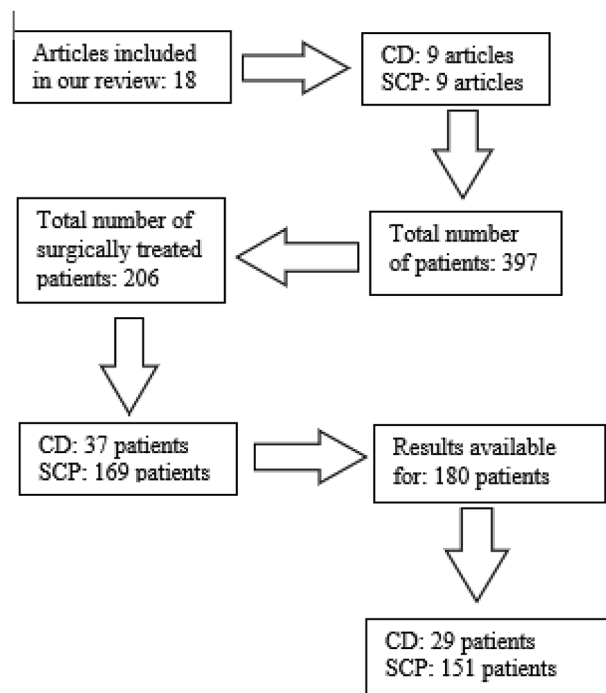 Articles included
in our review: 18
CD: 9 articles
SCP: 9 articles
Total number
of patients: 397
Total number of
surgically treated
patients: 206
CD: 37 patients
SCP: 169 patients
Results available
for: 180 patients
CD: 29 patients
SCP: 151 patients